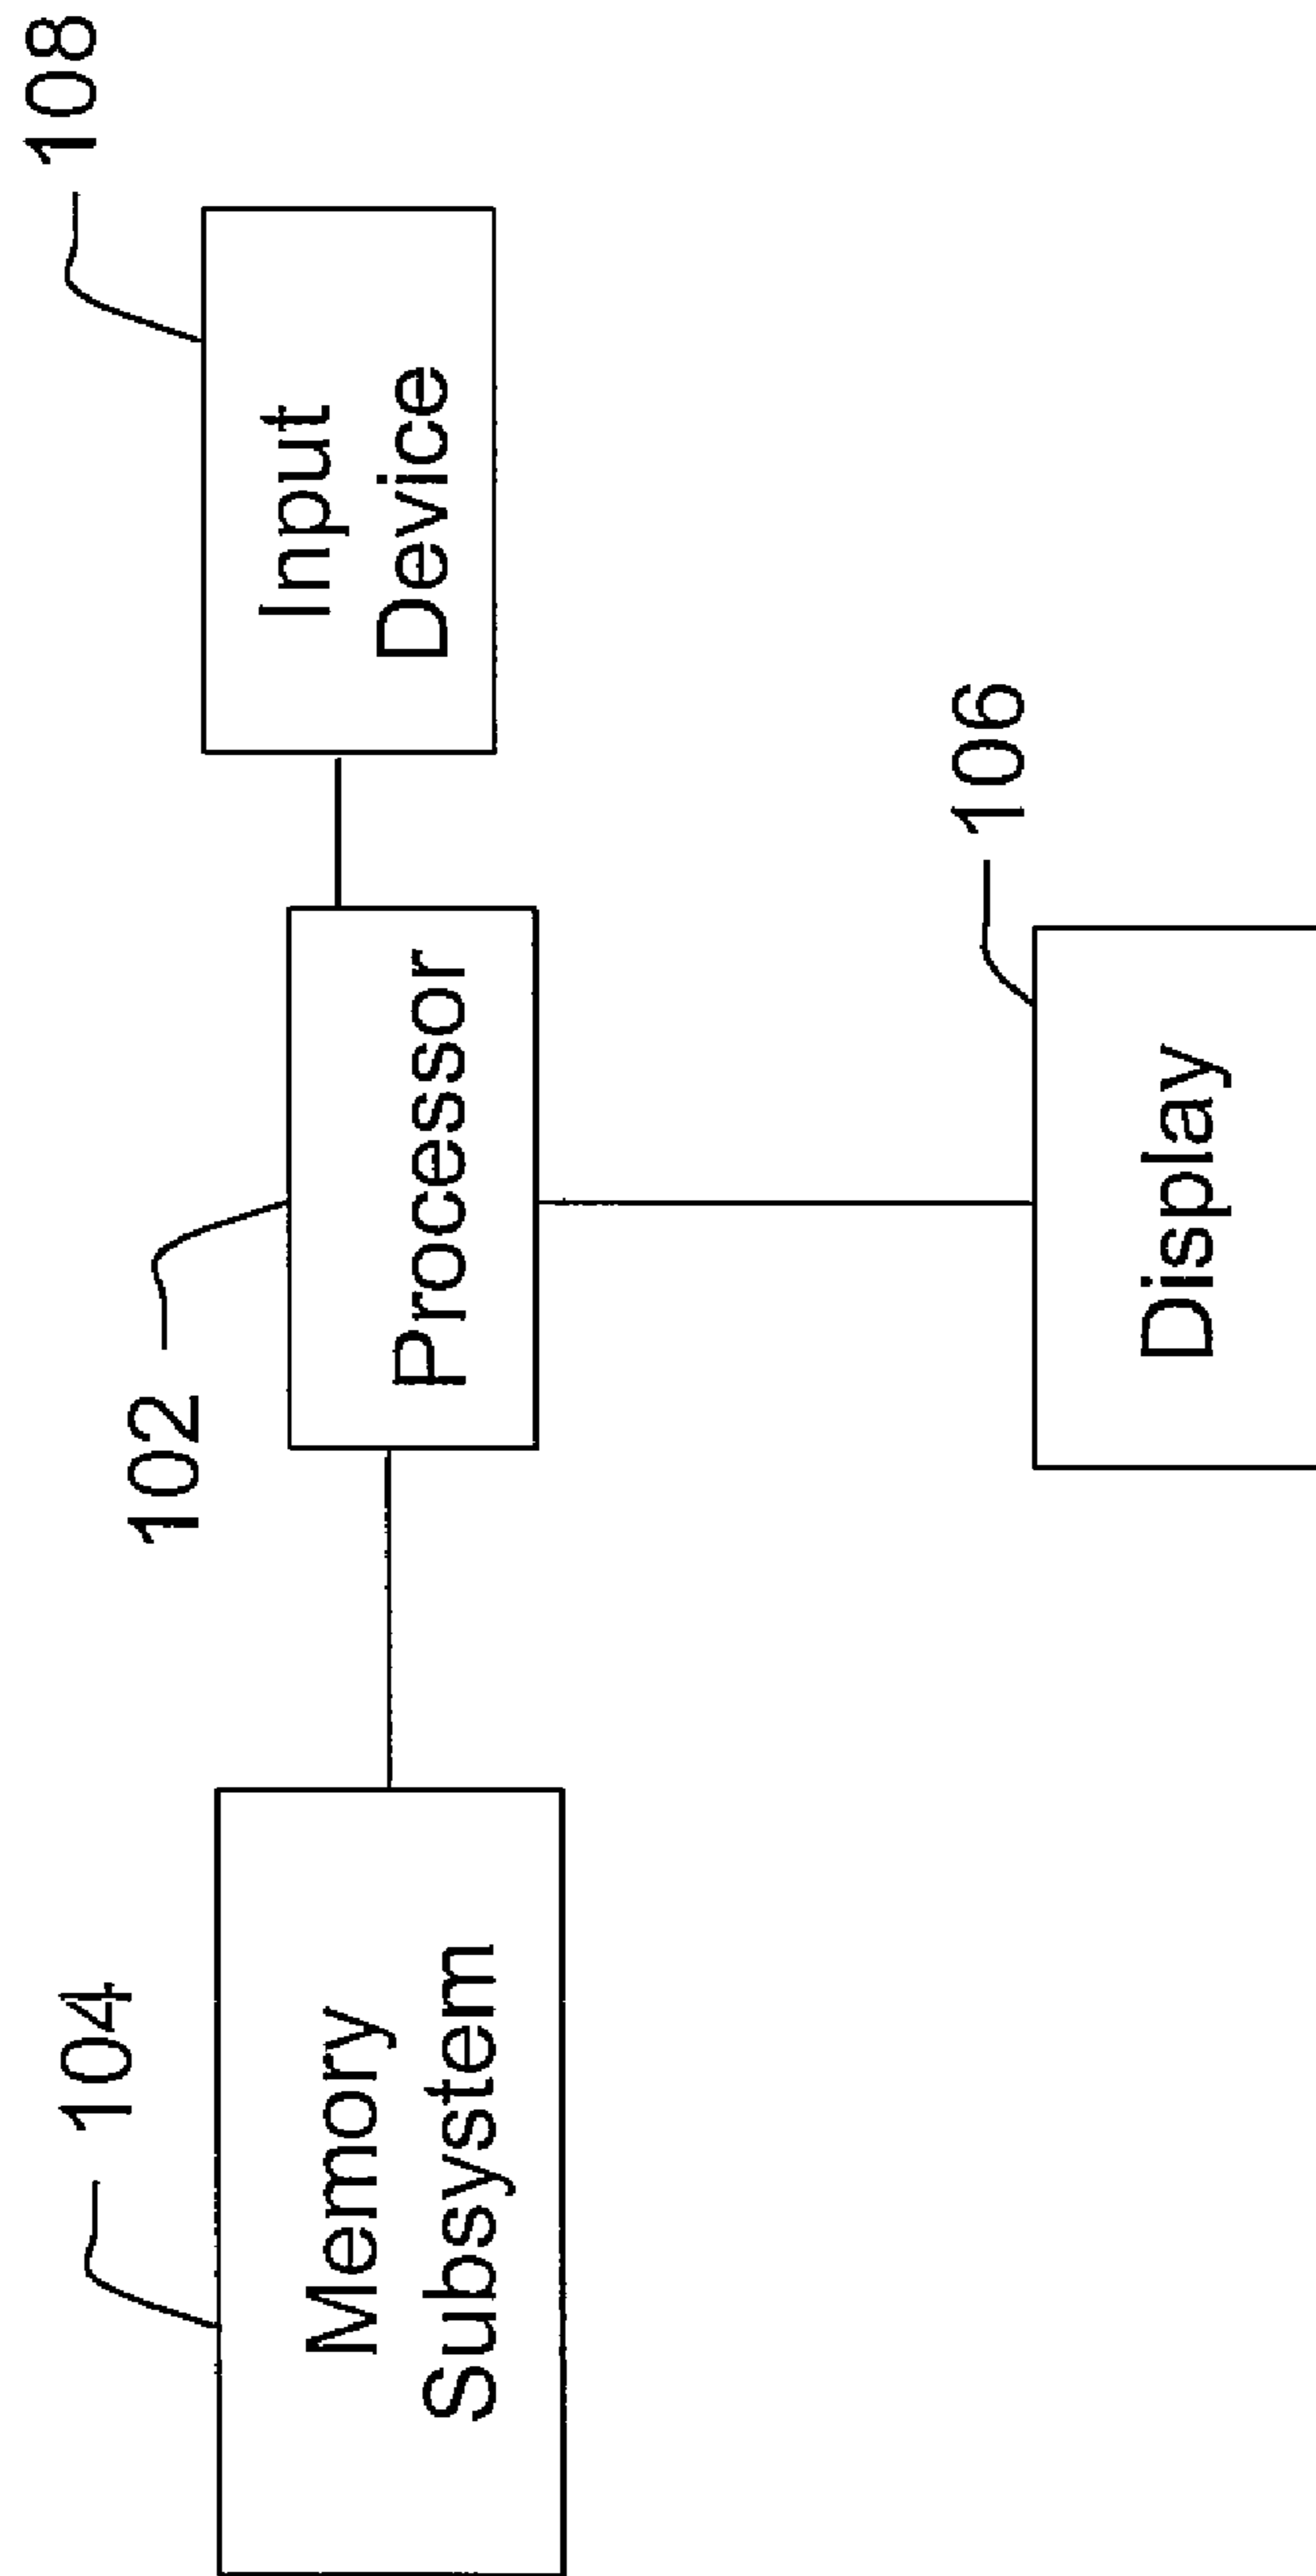 104
Memory
Subsystem
102
Processor
108
Input
Device
106
Display